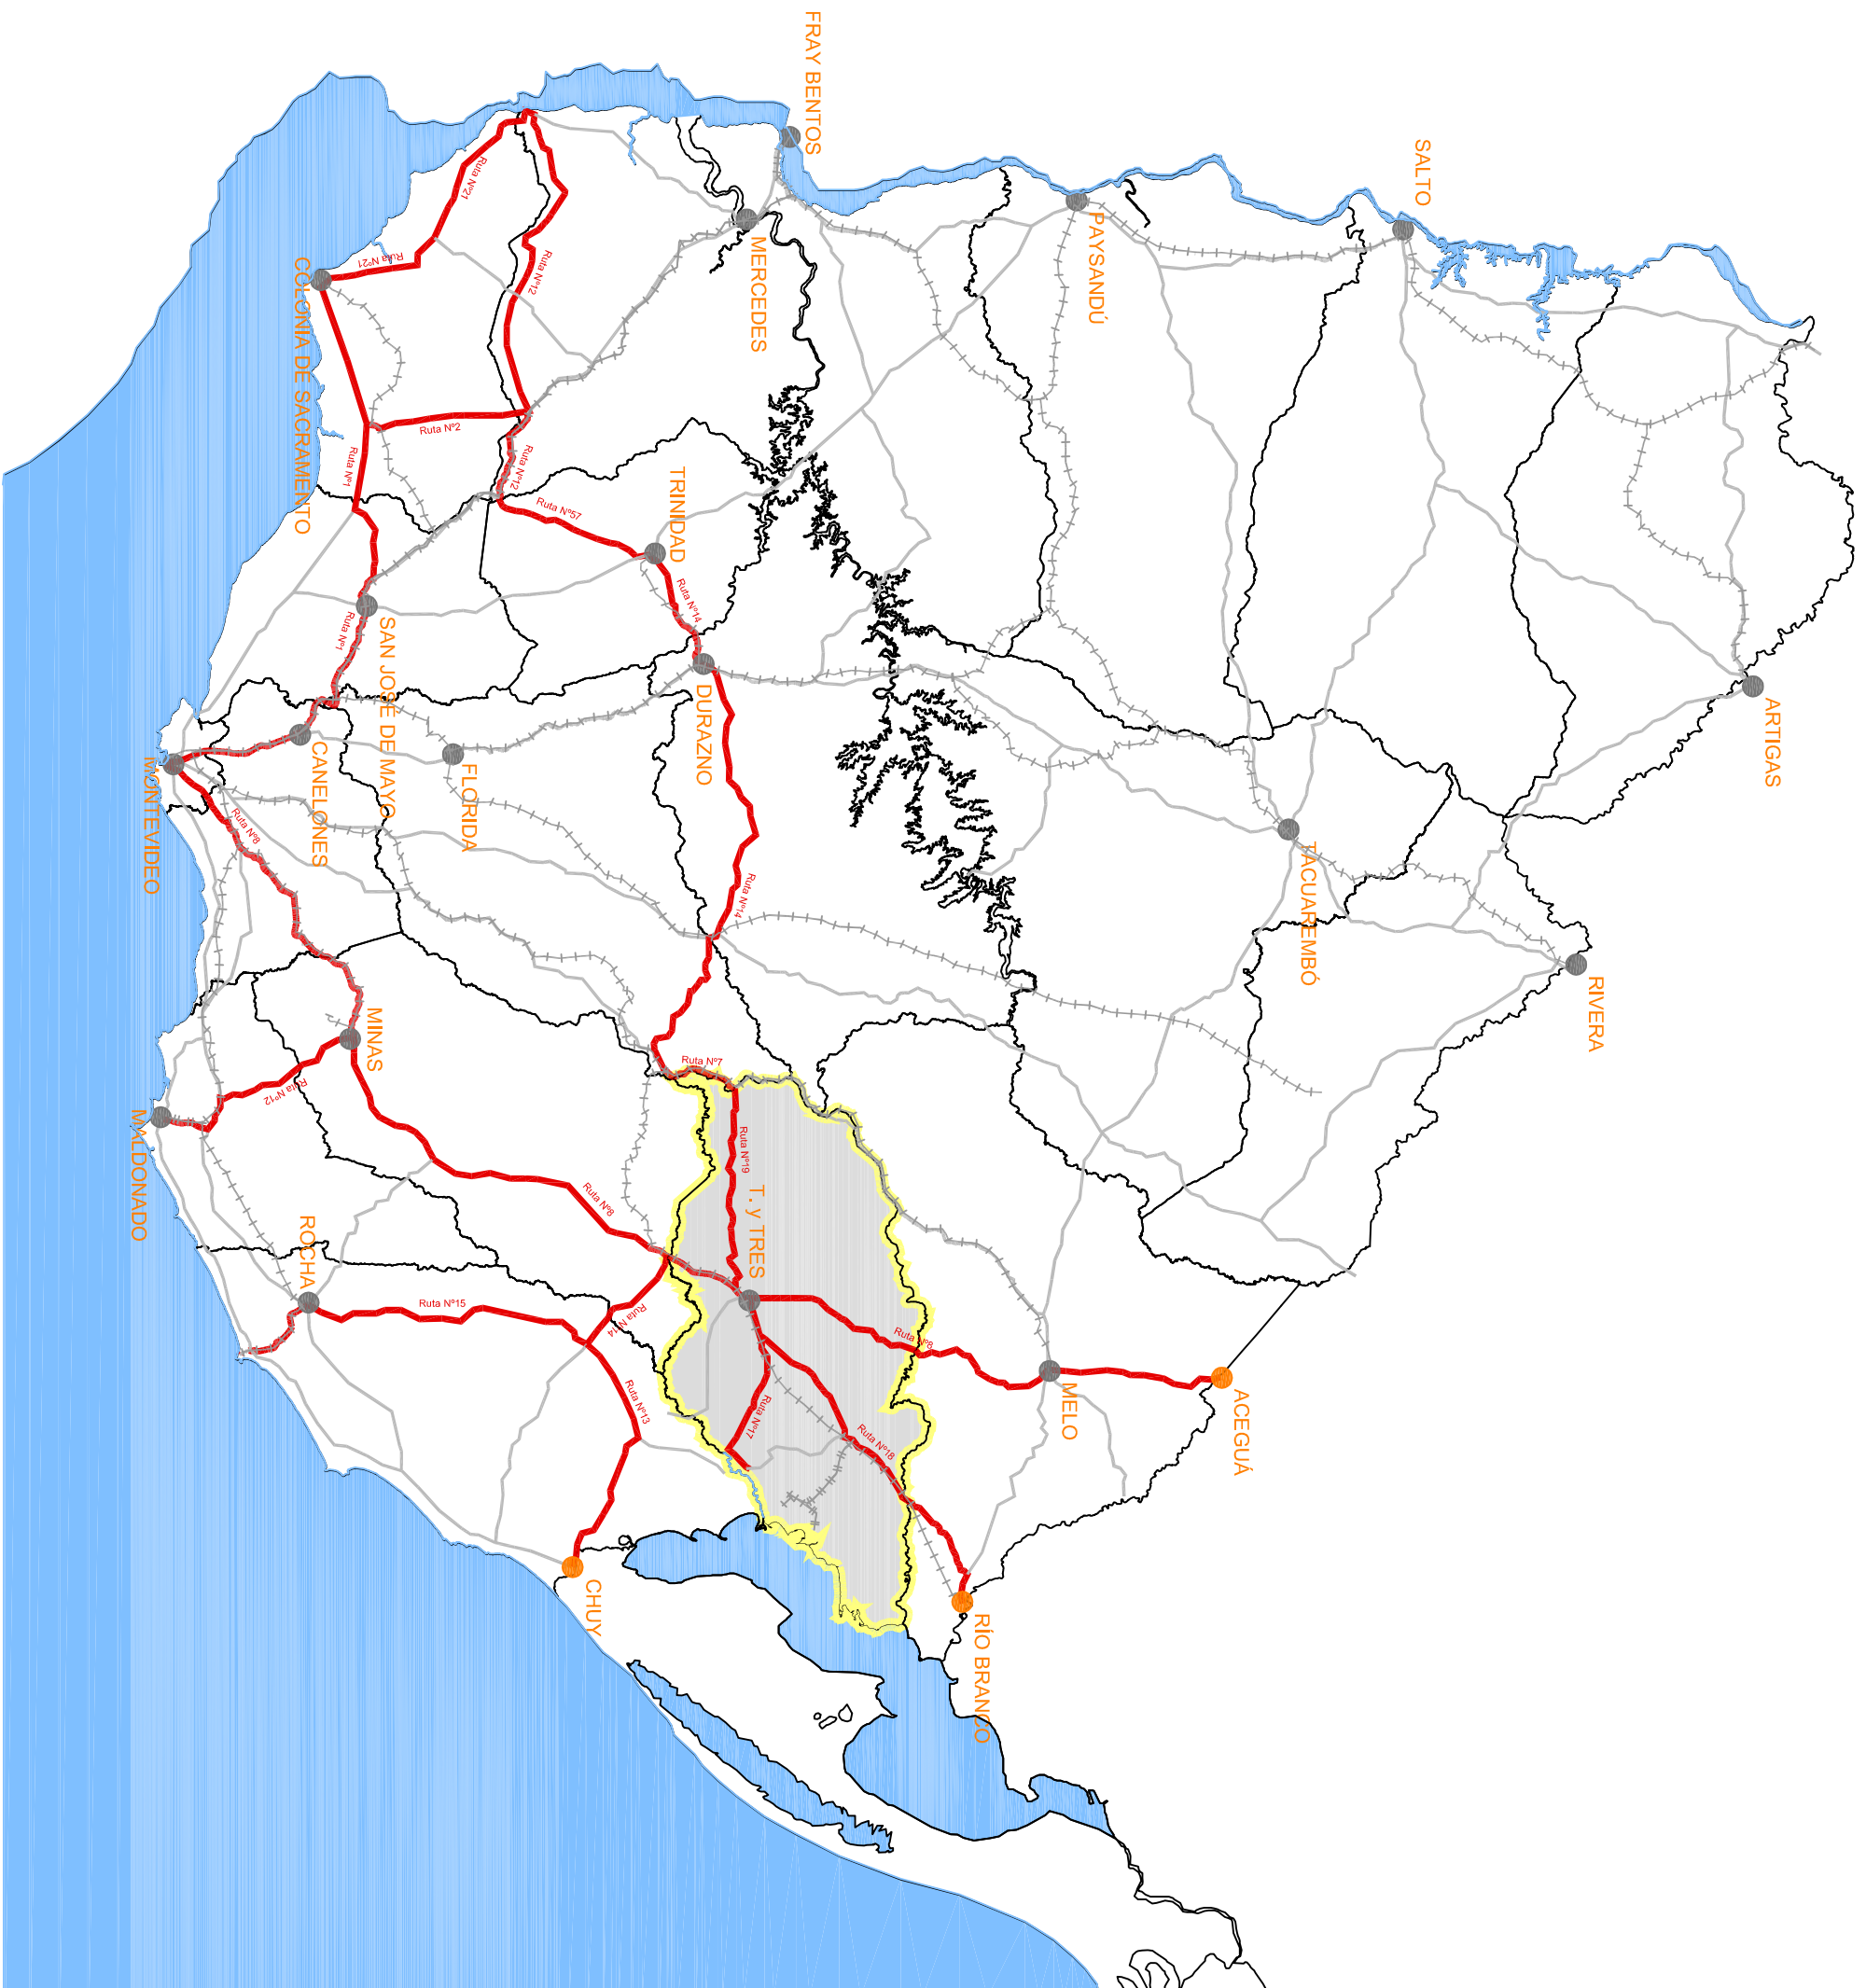 FRAY BENTOS
SALTO
PAYSANDÚ
MERCEDES
COLONIA DE SACRAMENTO
TRINIDAD
DURAZNO
SAN JOSÉ DE MAYO
CANELONES
FLORIDA
MONTEVIDEO
ARTIGAS
TACUAREMBÓ
RIVERA
MINAS
MALDONADO
ROCHA
T. y TRES
MELO
ACEGUÁ
RÍO BRANCO
CHUY
Ruta Nº21
Ruta Nº21
Ruta Nº12
Ruta Nº2
Ruta Nº12
Ruta Nº1
Ruta Nº57
Ruta Nº14
Ruta Nº1
Ruta Nº8
Ruta Nº14
Ruta Nº7
Ruta Nº12
Ruta Nº19
Ruta Nº8
Ruta Nº15
Ruta Nº14
Ruta Nº13
Ruta Nº8
Ruta Nº17
Ruta Nº18